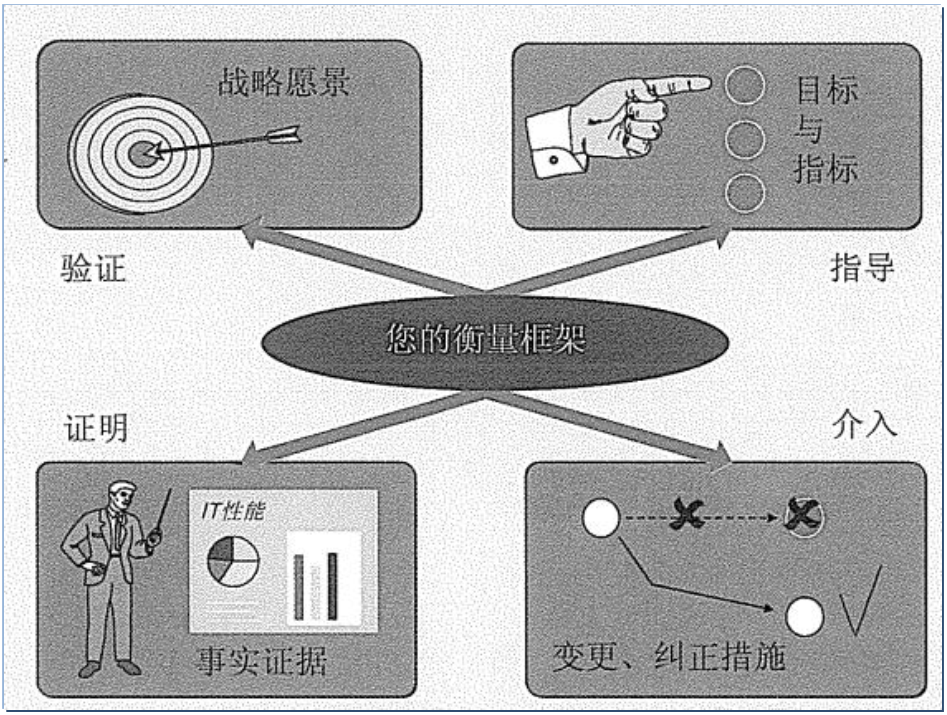 战略愿景
目标
与
指标
验证
指导
您的衡量框架
证明
介入
IT性能
事实证据
变更、纠正措施